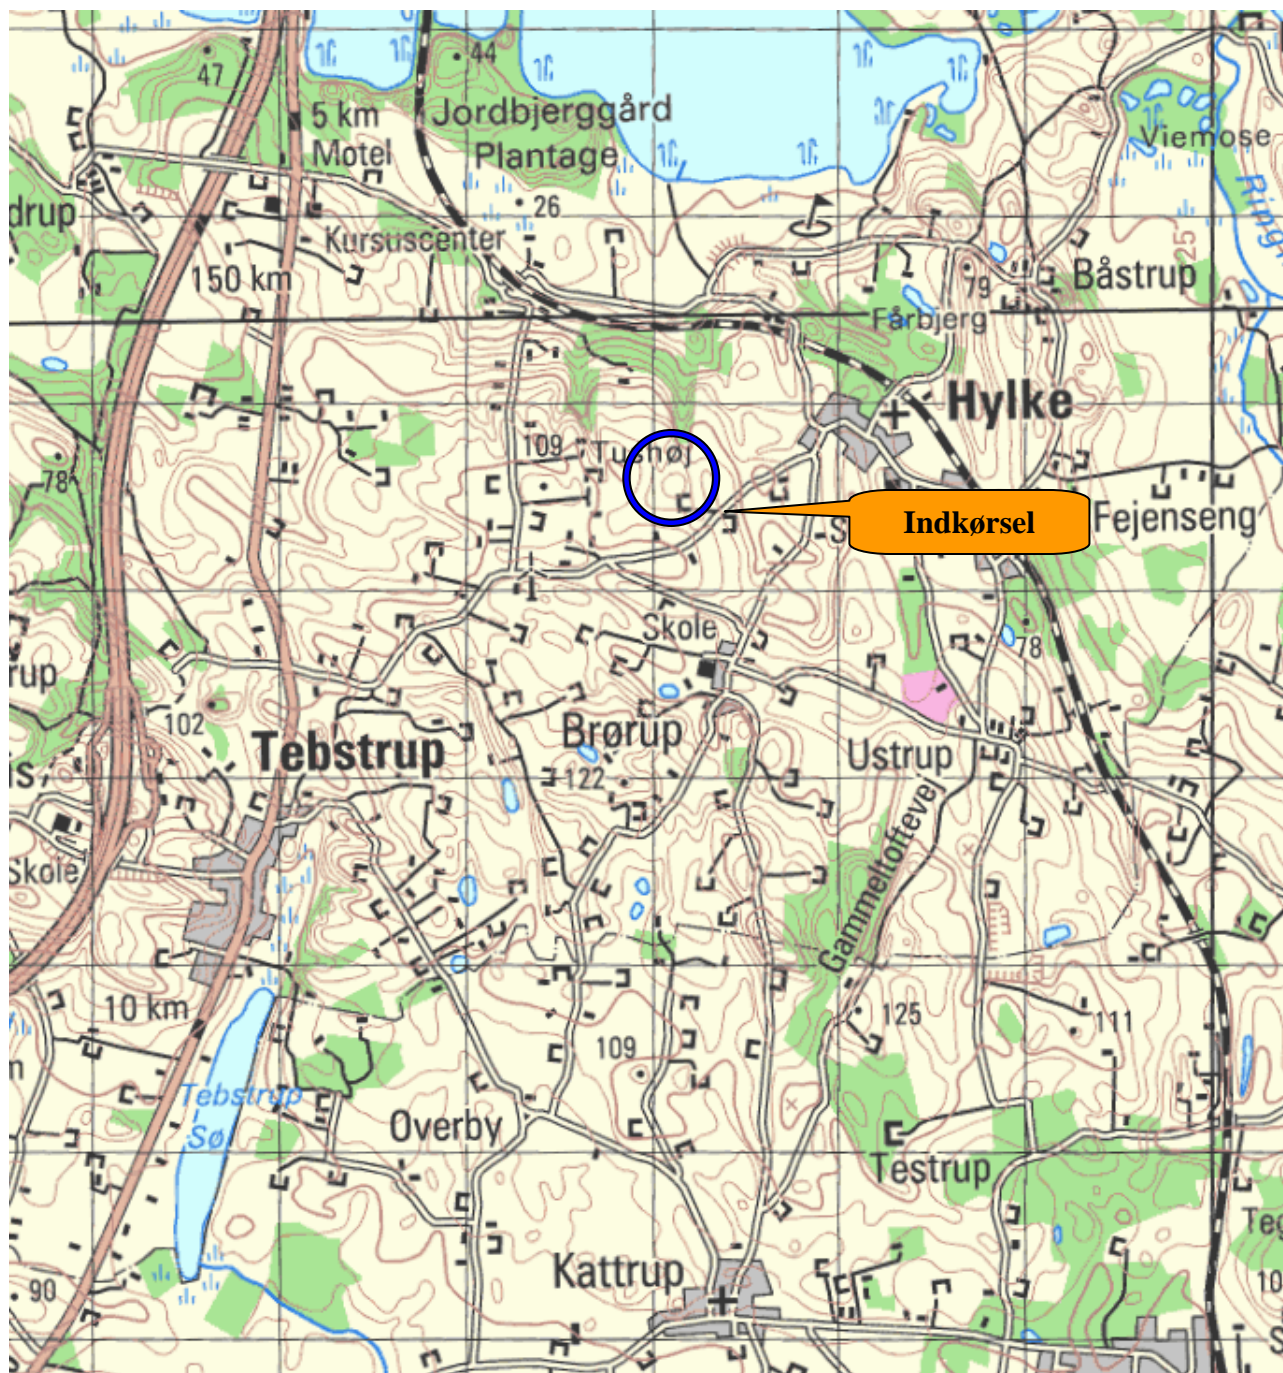 44
47
5 km
Motel
Jordbjerggård
Plantage
Viemose
drup
26
Kursuscenter
25
150 km
79
Båstrup
Fårbjerg
Hylke
109
Tushøj
78
Indkørsel
S
Fejenseng
Skole
78
rup
102
Tebstrup
Brørup
Ustrup
122
Gammeltoftevej
Skole
10 km
125
111
109
Tebstrup
Sø
Overby
Testrup
Kattrup
90